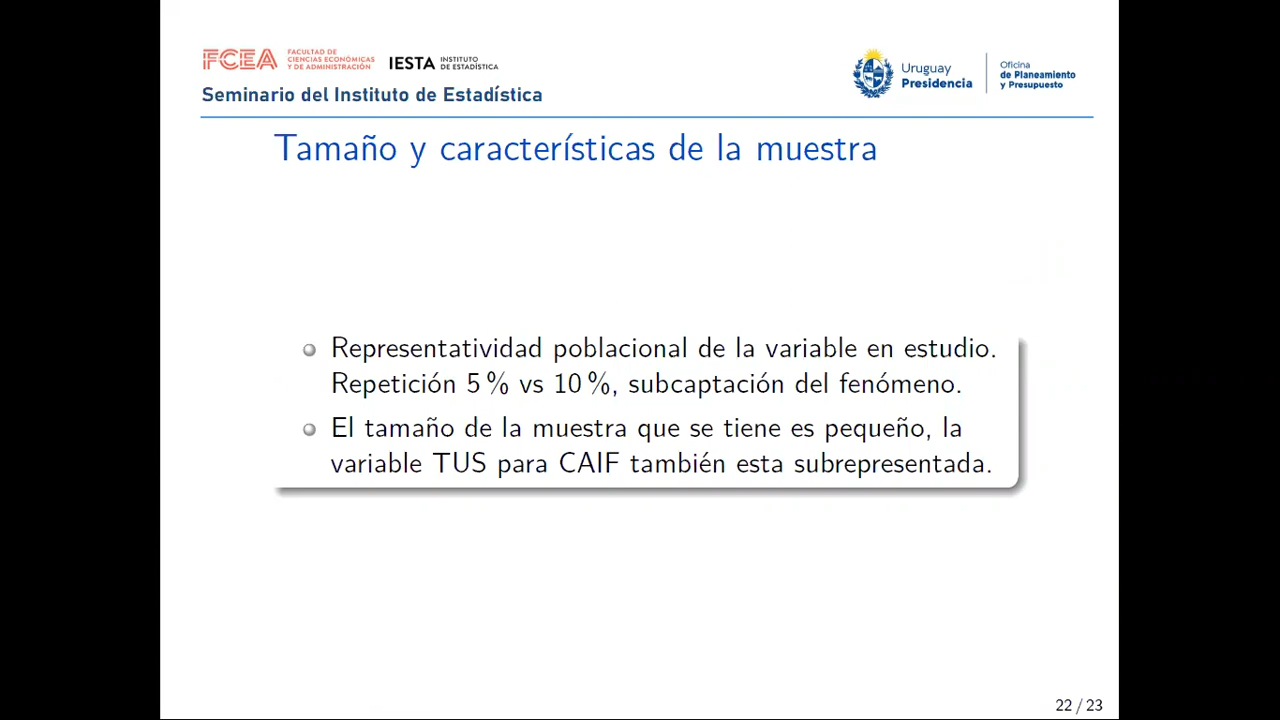 FCEA FACULTAD DE CIENCIAS ECONÓMICAS Y DE ADMINISTRACIÓN
IESTA INSTITUTO DE ESTADÍSTICA
Seminario del Instituto de Estadística
Uruguay Presidencia
Oficina de Planeamiento y Presupuesto
Tamaño y características de la muestra
Representatividad poblacional de la variable en estudio.
Repetición 5 % vs 10 %, subcaptación del fenómeno.
El tamaño de la muestra que se tiene es pequeño, la
variable TUS para CAIF también esta subrepresentada.
22 / 23